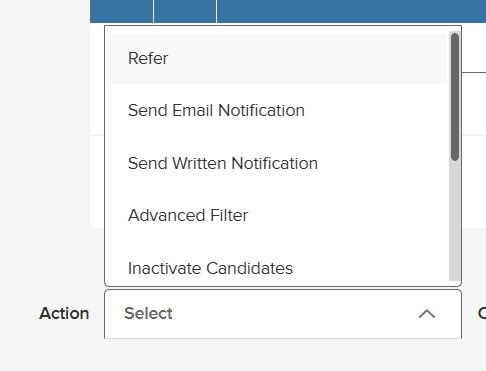 Refer
Send Email Notification
Send Written Notification
Advanced Filter
Inactivate Candidates
Action Select